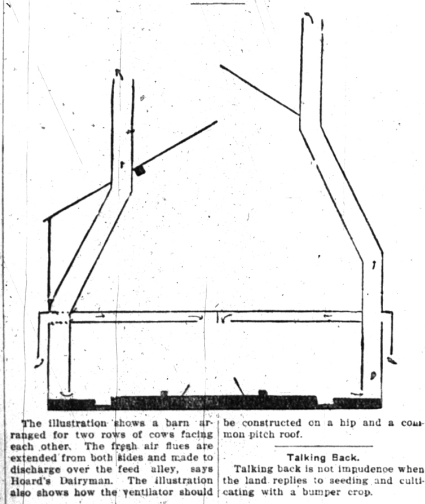 The illustration shows a barn ar-
ranged for two rows of cows facing
each other. The fresh air flues are
extended from both sides and made to
discharge over the feed alley, says
Hoard's Dairyman. The illustration
also shows how the ventilator should
be constructed on a hip and a com-
mon pitch roof.
Talking Back.
Talking back is not impudence when
the land replies to seeding and culti-
cating with a bumper crop.